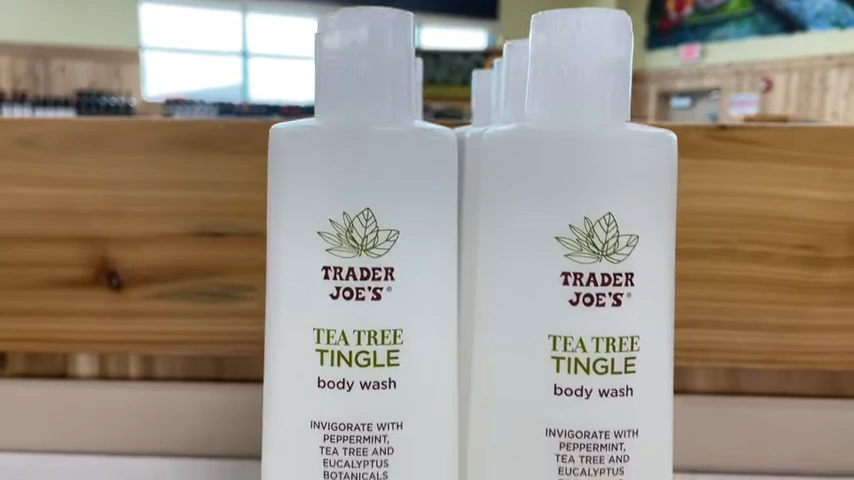 TRADER
JOE'S®
TEA TREE
TINGLE
body wash
INVIGORATE WITH
PEPPERMINT,
TEA TREE AND
EUCALYPTUS
BOTANICALS
TRADER
JOE'S®
TEA TREE
TINGLE
body wash
INVIGORATE WITH
PEPPERMINT,
TEA TREE AND
EUCALYPTUS